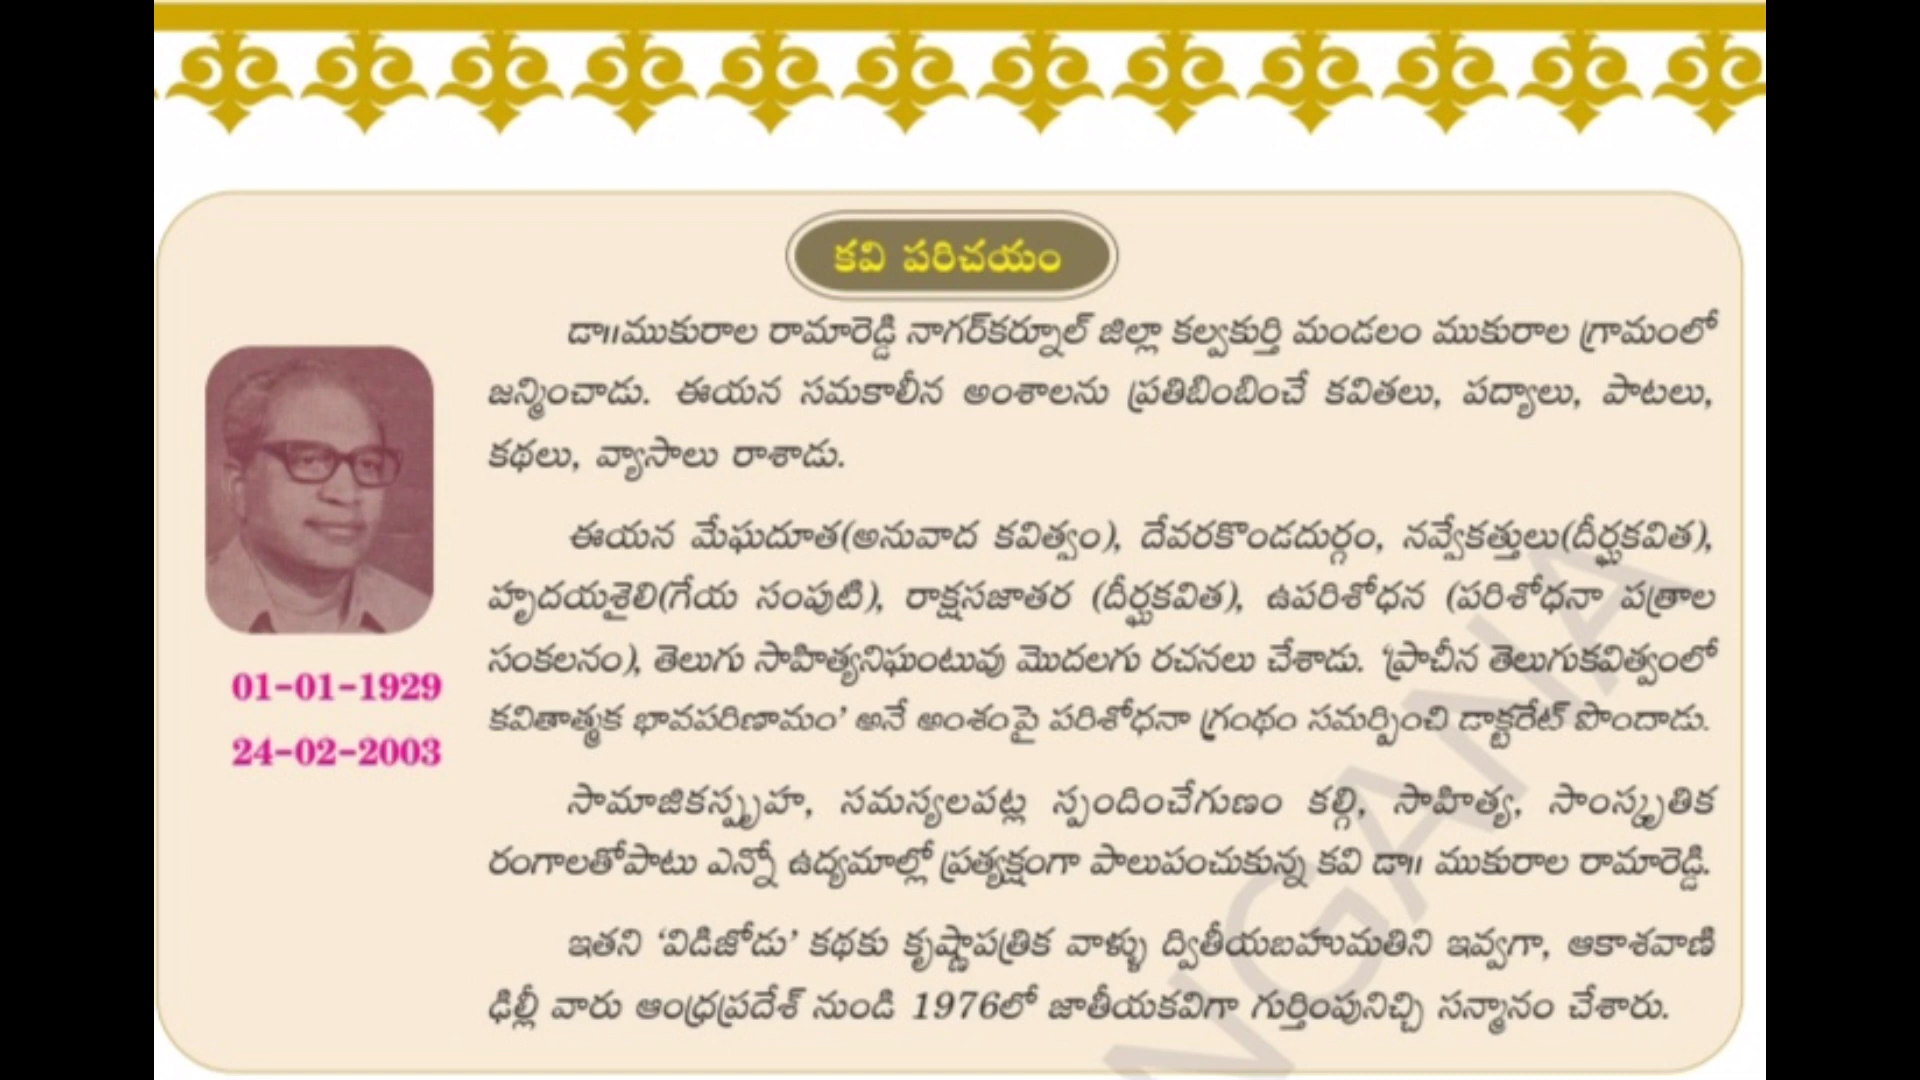 కవి పరిచయం
డా॥ముకురాల రామారెడ్డి నాగర్‌కర్నూల్ జిల్లా కల్వకుర్తి మండలం ముకురాల గ్రామంలో
జన్మించాడు. ఈయన సమకాలీన అంశాలను ప్రతిబింబించే కవితలు, పద్యాలు, పాటలు,
కథలు, వ్యాసాలు రాశాడు.
ఈయన మేఘదూత(అనువాద కవిత్వం), దేవరకొండదుర్గం, నవ్వేకత్తులు(దీర్ఘకవిత),
హృదయశైలి(గేయ సంపుటి), రాక్షసజాతర (దీర్ఘకవిత), ఉపరిశోధన (పరిశోధనా పత్రాల
సంకలనం), తెలుగు సాహిత్యనిఘంటువు మొదలగు రచనలు చేశాడు. ‘ప్రాచీన తెలుగుకవిత్వంలో
కవితాత్మక భావపరిణామం’ అనే అంశంపై పరిశోధనా గ్రంథం సమర్పించి డాక్టరేట్ పొందాడు.
సామాజికస్పృహ, సమస్యలపట్ల స్పందించేగుణం కల్గి, సాహిత్య, సాంస్కృతిక
రంగాలతోపాటు ఎన్నో ఉద్యమాల్లో ప్రత్యక్షంగా పాలుపంచుకున్న కవి డా॥ ముకురాల రామారెడ్డి.
ఇతని ‘విడిజోడు’ కథకు కృష్ణాపత్రిక వాళ్ళు ద్వితీయబహుమతిని ఇవ్వగా, ఆకాశవాణి
ఢిల్లీ వారు ఆంధ్రప్రదేశ్ నుండి 1976లో జాతీయకవిగా గుర్తింపునిచ్చి సన్మానం చేశారు.
01-01-1929
24-02-2003
NGANA